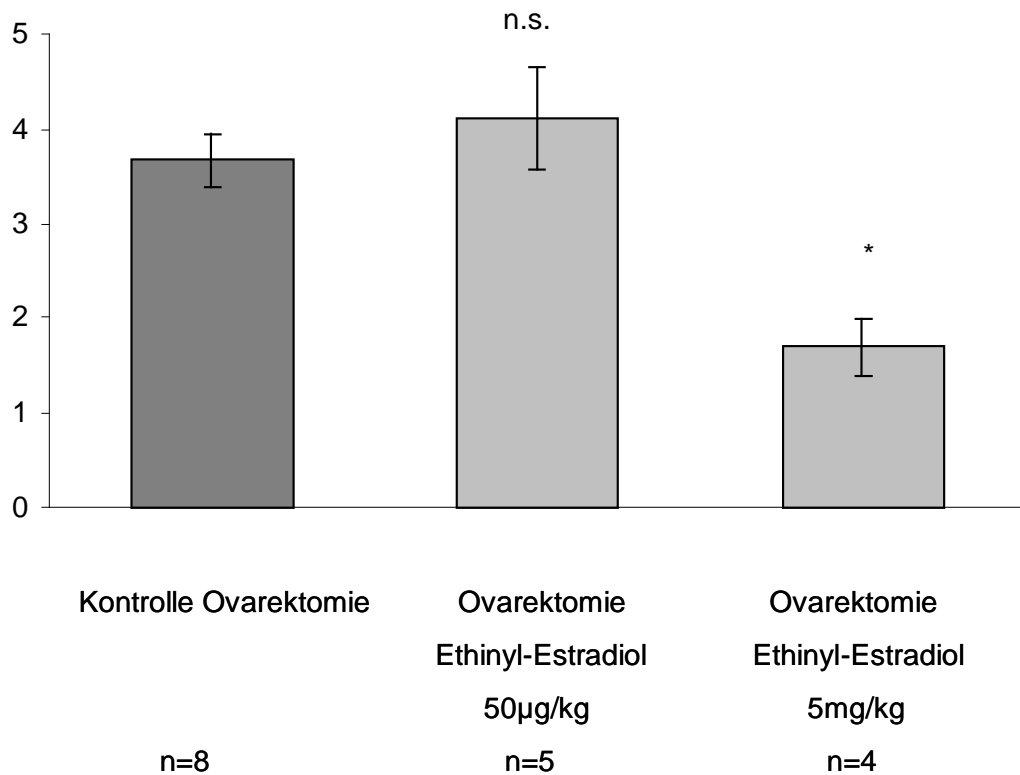 n.s.
5
4
3
*
2
1
0
Kontrolle Ovarektomie Ovarektomie Ovarektomie
Ethinyl-Estradiol Ethinyl-Estradiol
50µg/kg 5mg/kg
n=8 n=5 n=4